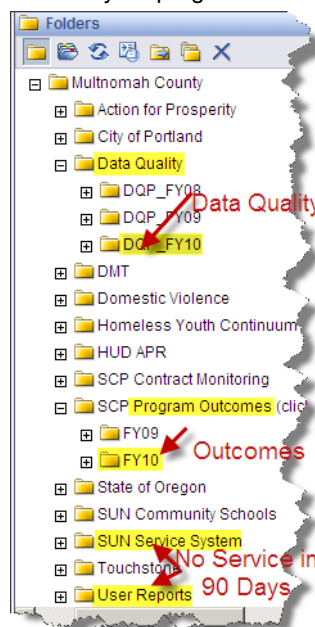 Folders
Multnomah County
Action for Prosperity
City of Portland
Data Quality
DQP_FY08
Data Quality
DQP_FY09
DQP_FY10
DMT
Domestic Violence
Homeless Youth Continuum
HUD APR
SCP Contract Monitoring
SCP Program Outcomes (clic
FY09
FY10
Outcomes
State of Oregon
SUN Community Schools
SUN Service System
No Service in
Touchstone
90 Days
User Reports